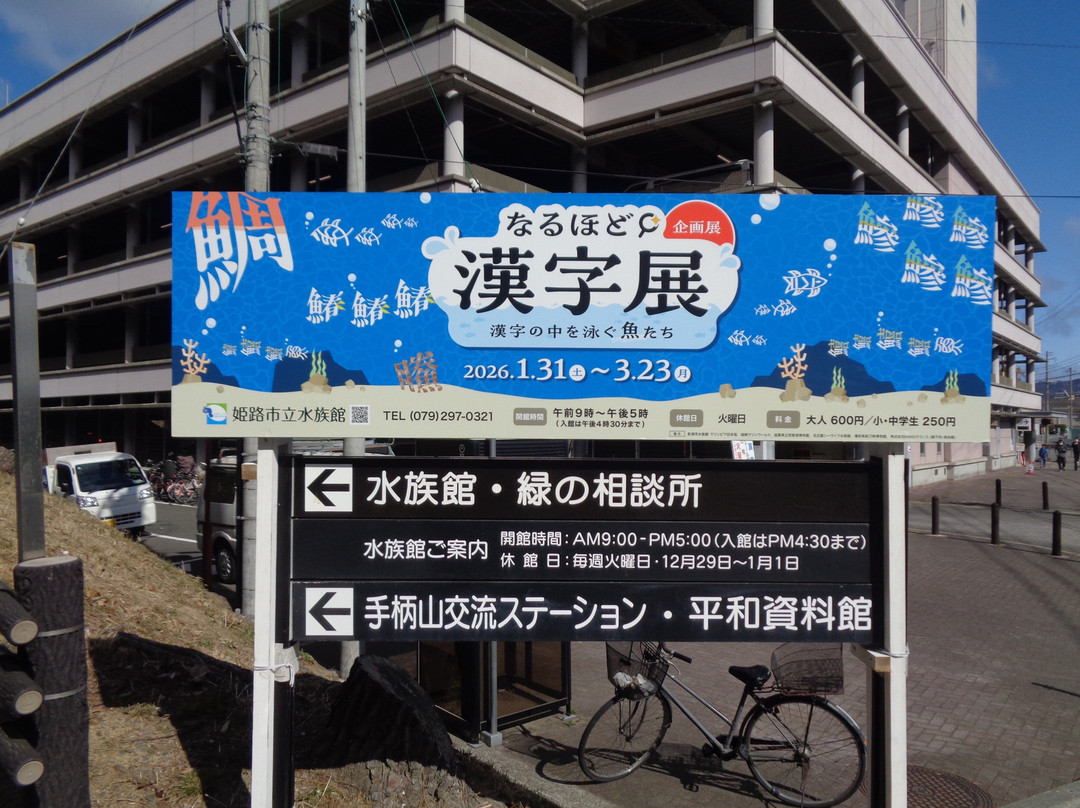 鯛
なるほど
企画展
漢字展
漢字の中を泳ぐ魚たち
鰆 鰆 鰆
2026.1.31土～3.23月
姫路市立水族館
TEL (079)297-0321
開館時間 午前9時～午後5時
（入館は午後4時30分まで）
休館日 火曜日
料金 大人 600円／小・中学生 250円
水族館・緑の相談所
水族館ご案内
開館時間：AM9:00-PM5:00（入館はPM4:30まで）
休館日：毎週火曜日・12月29日～1月1日
手柄山交流ステーション・平和資料館